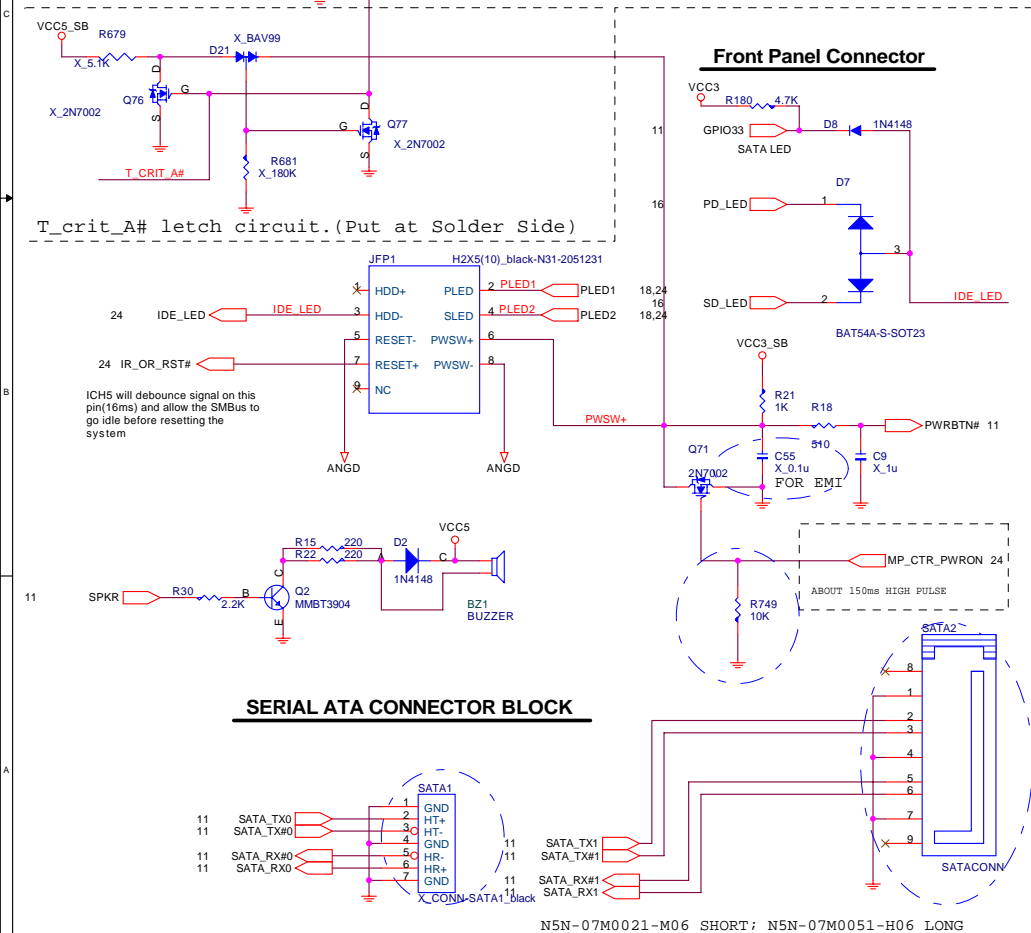 C
VCC5_SB
R679
X_5.1K
D21
X_BAV99
Q76
X_2N7002
D
G
S
T_CRIT_A#
R681
X_180K
G
D
S
Q77
X_2N7002
T_crit_A# letch circuit.(Put at Solder Side)
Front Panel Connector
VCC3
R180
4.7K
11
GPIO33
SATA LED
D8
1N4148
D7
16
PD_LED
1
3
SD_LED
2
IDE_LED
BAT54A-S-SOT23
JFP1
H2X5(10)_black-N31-2051231
1
HDD+
PLED
2
PLED1
PLED1
18,24
16
24
IDE_LED
IDE_LED
3
HDD-
SLED
4
PLED2
PLED2
18,24
5
RESET-
PWSW+
6
24
IR_OR_RST#
7
RESET+
PWSW-
8
9
NC
B
ICH5 will debounce signal on this
pin(16ms) and allow the SMBus to
go idle before resetting the
system
ANGD
ANGD
PWSW+
VCC3_SB
R21
1K
R18
510
PWRBTN# 11
Q71
2N7002
C55
X_0.1u
FOR EMI
C9
X_1u
VCC5
R15
220
R22
220
D2
A
C
1N4148
11
SPKR
R30
2.2K
B
C
E
Q2
MMBT3904
BZ1
BUZZER
MP_CTR_PWRON 24
ABOUT 150ms HIGH PULSE
R749
10K
SERIAL ATA CONNECTOR BLOCK
A
SATA2
8
1
2
3
4
5
6
7
9
SATACONN
SATA1
1
GND
11
SATA_TX0
2
HT+
11
SATA_TX#0
3
HT-
4
GND
11
SATA_RX#0
5
HR-
11
SATA_RX0
6
HR+
7
GND
X_CONN-SATA1_black
11
SATA_TX1
11
SATA_TX#1
11
SATA_RX#1
11
SATA_RX1
N5N-07M0021-M06 SHORT; N5N-07M0051-H06 LONG